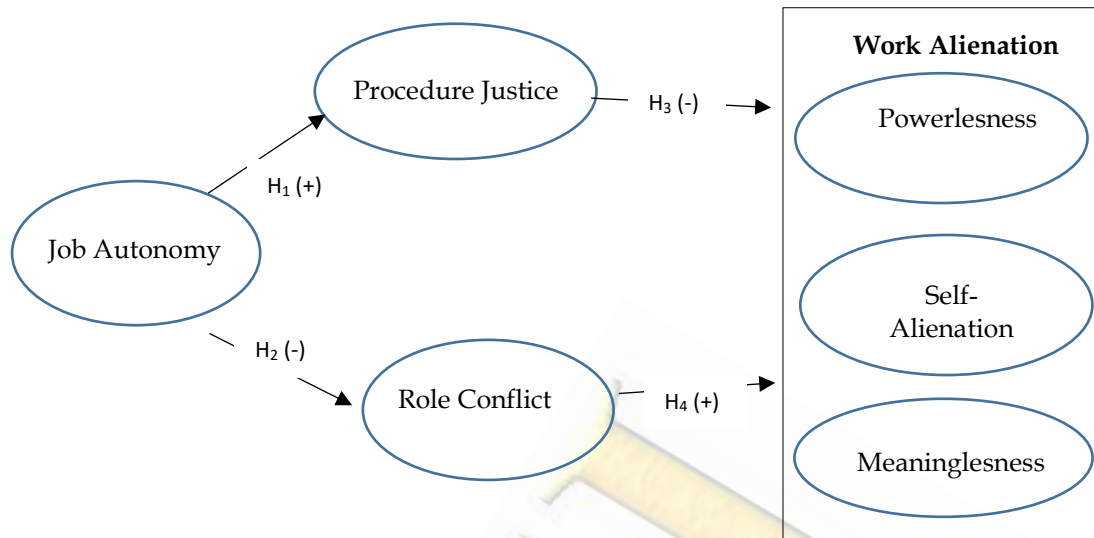 Work Alienation
Procedure Justice
H₃ (-)
Powerlesness
H₁ (+)
Job Autonomy
Self-
Alienation
H₂ (-)
Role Conflict
H₄ (+)
Meaninglesness